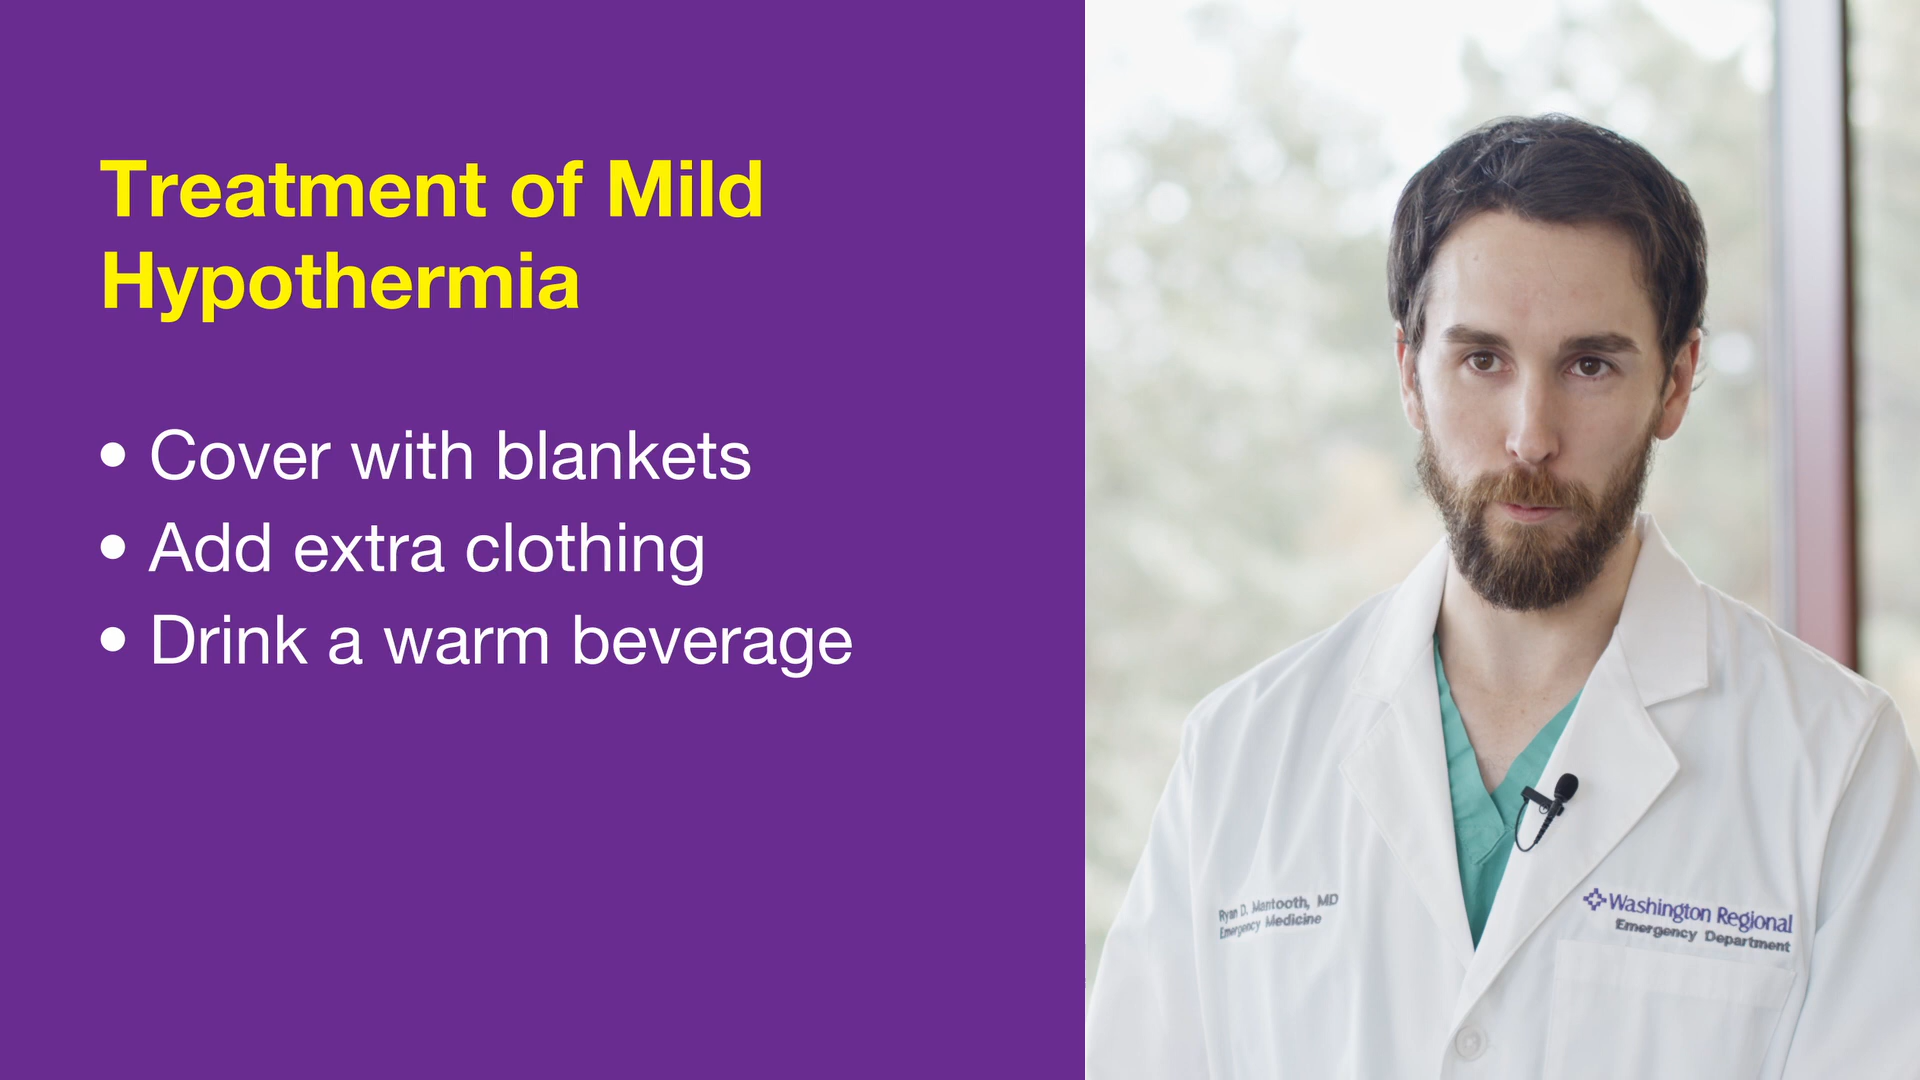 Treatment of Mild
Hypothermia
• Cover with blankets
• Add extra clothing
• Drink a warm beverage
Ryan D. Mantooth, MD
Emergency Medicine
Washington Regional
Emergency Department